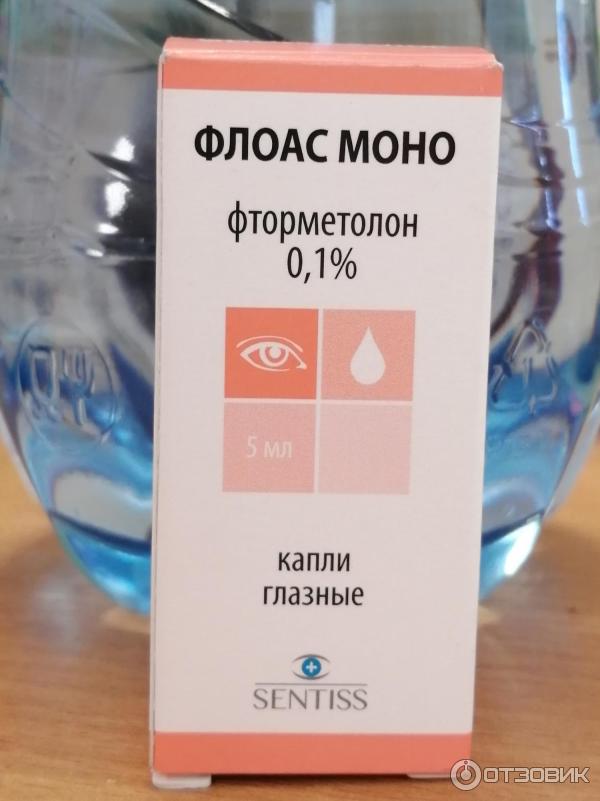 ФЛОАС МОНО
фторметолон
0,1%
5 мл
капли
глазные
SENTISS
ОТЗОВИК